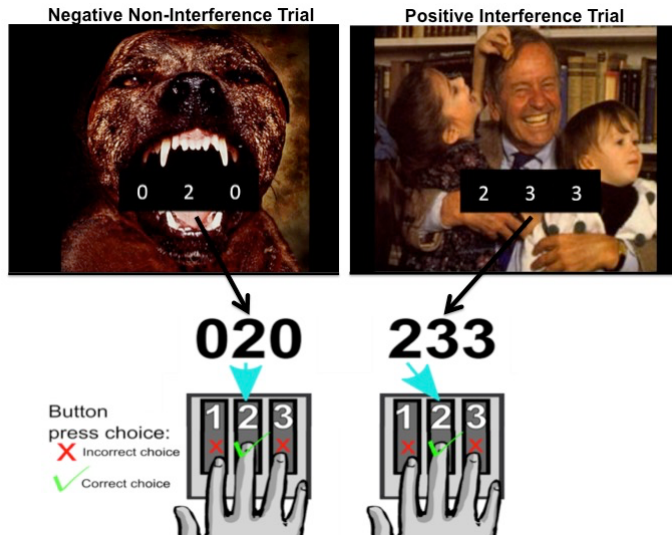 Negative Non-Interference Trial
Positive Interference Trial
0 2 0
2 3 3
020
233
1 2 3
1 2 3
Button
press choice:
Incorrect choice
Correct choice